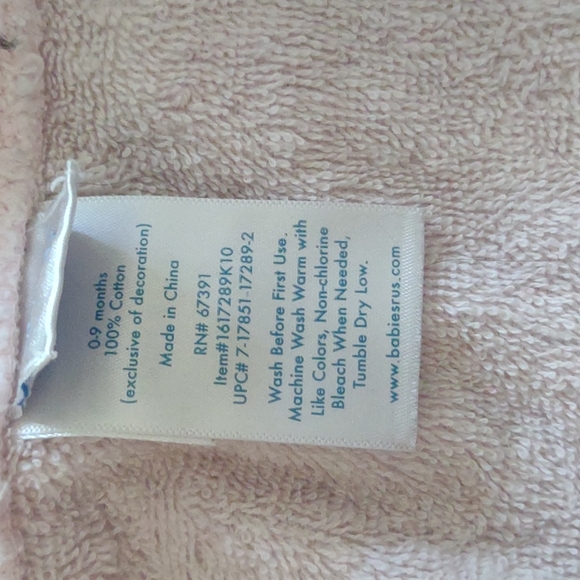 0-9 months
100% Cotton
(exclusive of decoration)
Made in China
RN# 67391
Item#1617289K10
UPC# 7-17851-17289-2
Wash Before First Use.
Machine Wash Warm with
Like Colors, Non-chlorine
Bleach When Needed,
Tumble Dry Low.
www.babiesrus.com